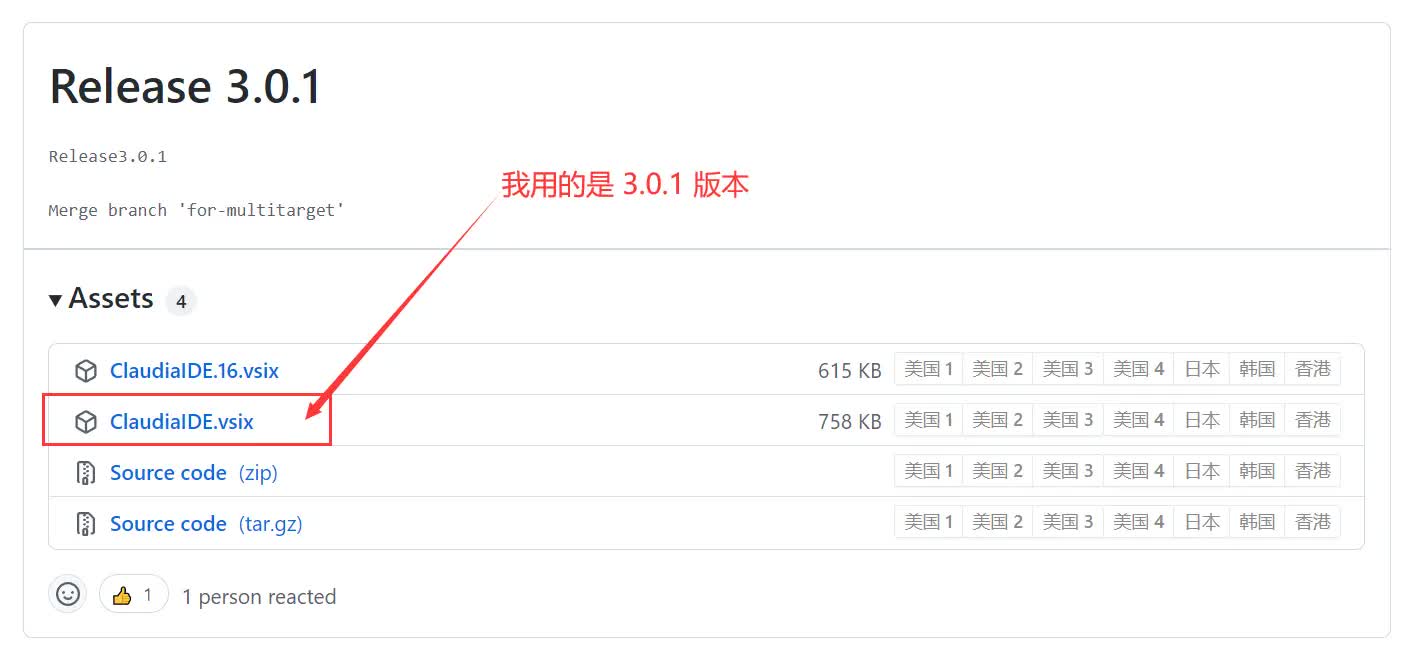 Release 3.0.1
Release3.0.1
我用的是 3.0.1 版本
Merge branch 'for-multitarget'
Assets 4
ClaudiaIDE.16.vsix 615 KB 美国 1 美国 2 美国 3 美国 4 日本 韩国 香港
ClaudiaIDE.vsix 758 KB 美国 1 美国 2 美国 3 美国 4 日本 韩国 香港
Source code (zip) 美国 1 美国 2 美国 3 美国 4 日本 韩国 香港
Source code (tar.gz) 美国 1 美国 2 美国 3 美国 4 日本 韩国 香港
1 1 person reacted